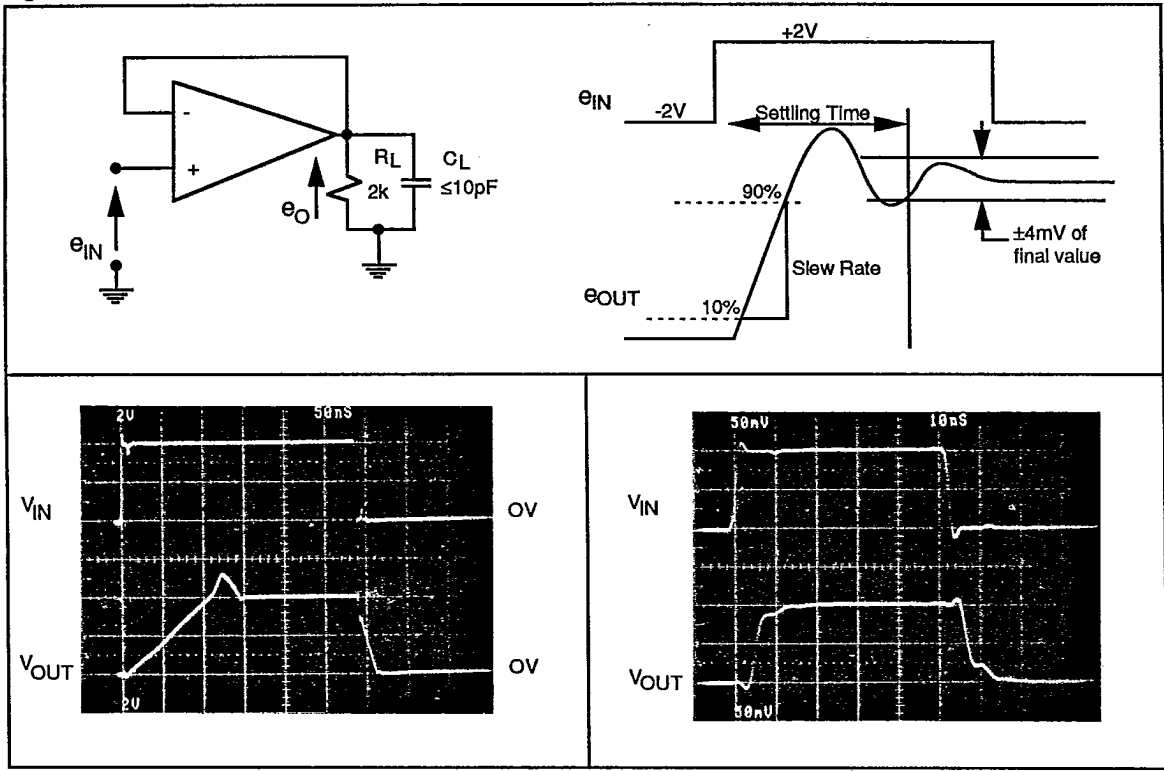 +2V
eIN
-2V
Settling Time
-
+
RL
CL
2k
≤10pF
eO
eIN
90%
±4mV of
final value
Slew Rate
eOUT
10%
2V 50nS
VIN
0V
VOUT
0V
2V
50mV 10nS
VIN
VOUT
50mV